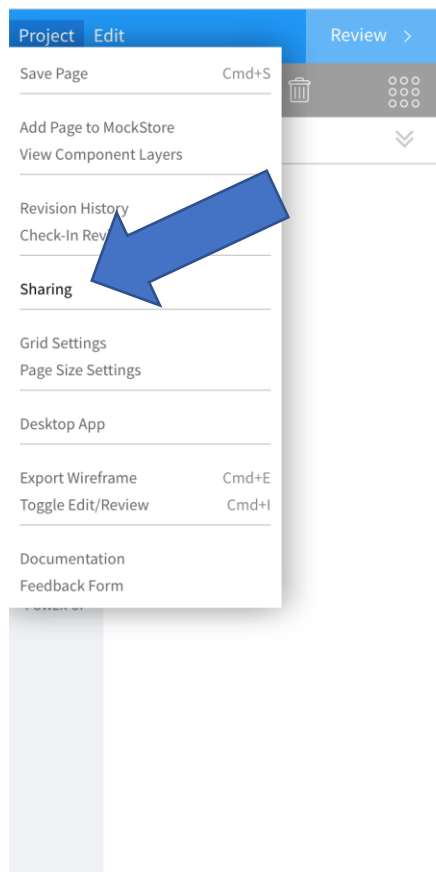 Project Edit Review >
Save Page Cmd+S
Add Page to MockStore
View Component Layers
Revision History
Check-In
Sharing
Grid Settings
Page Size Settings
Desktop App
Export Wireframe Cmd+E
Toggle Edit/Review Cmd+I
Documentation
Feedback Form